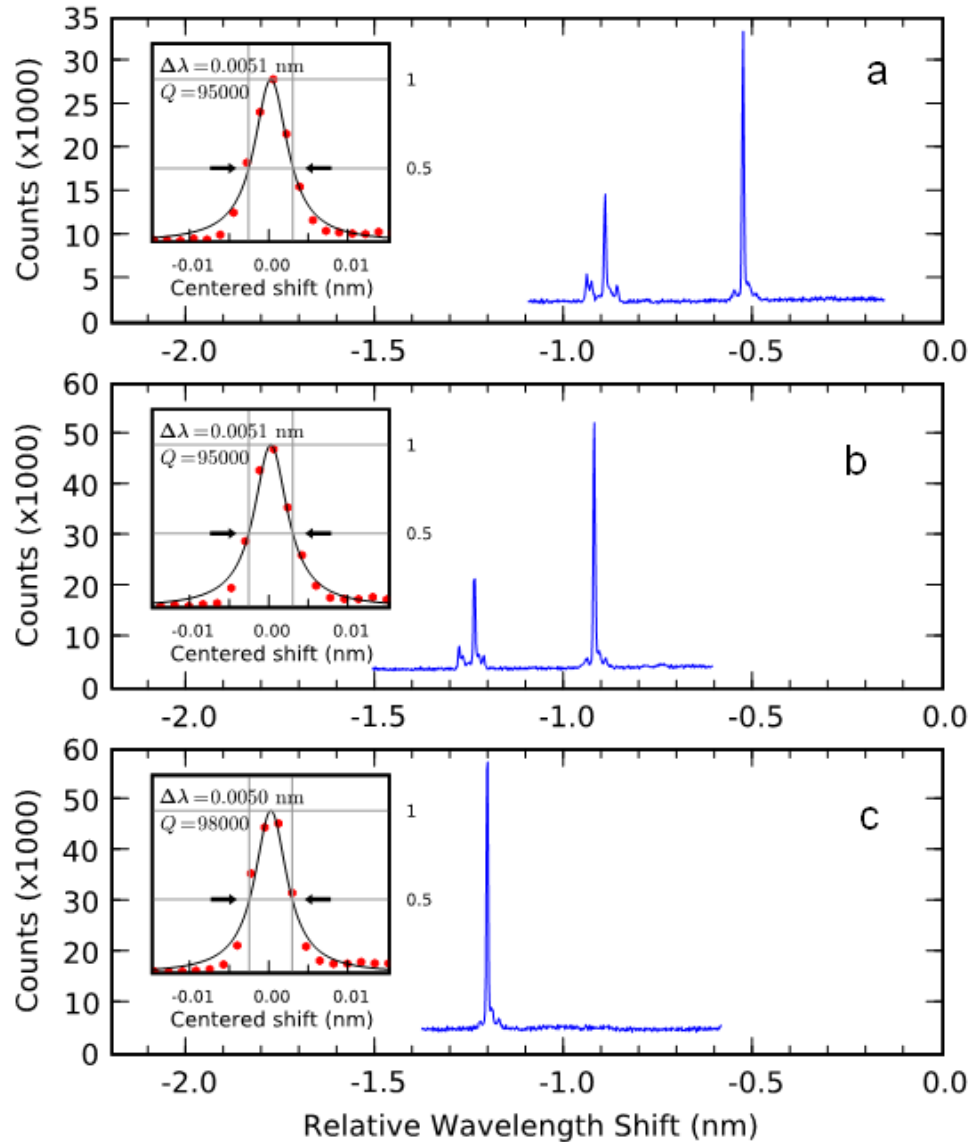 35
30
25
20
15
10
5
0
Counts (x1000)
Δλ=0.0051 nm
Q=95000
1
0.5
-0.01 0.00 0.01
Centered shift (nm)
a
-2.0 -1.5 -1.0 -0.5 0.0
60
50
40
30
20
10
0
Counts (x1000)
Δλ=0.0051 nm
Q=95000
1
0.5
-0.01 0.00 0.01
Centered shift (nm)
b
-2.0 -1.5 -1.0 -0.5 0.0
60
50
40
30
20
10
0
Counts (x1000)
Δλ=0.0050 nm
Q=98000
1
0.5
-0.01 0.00 0.01
Centered shift (nm)
c
-2.0 -1.5 -1.0 -0.5 0.0
Relative Wavelength Shift (nm)